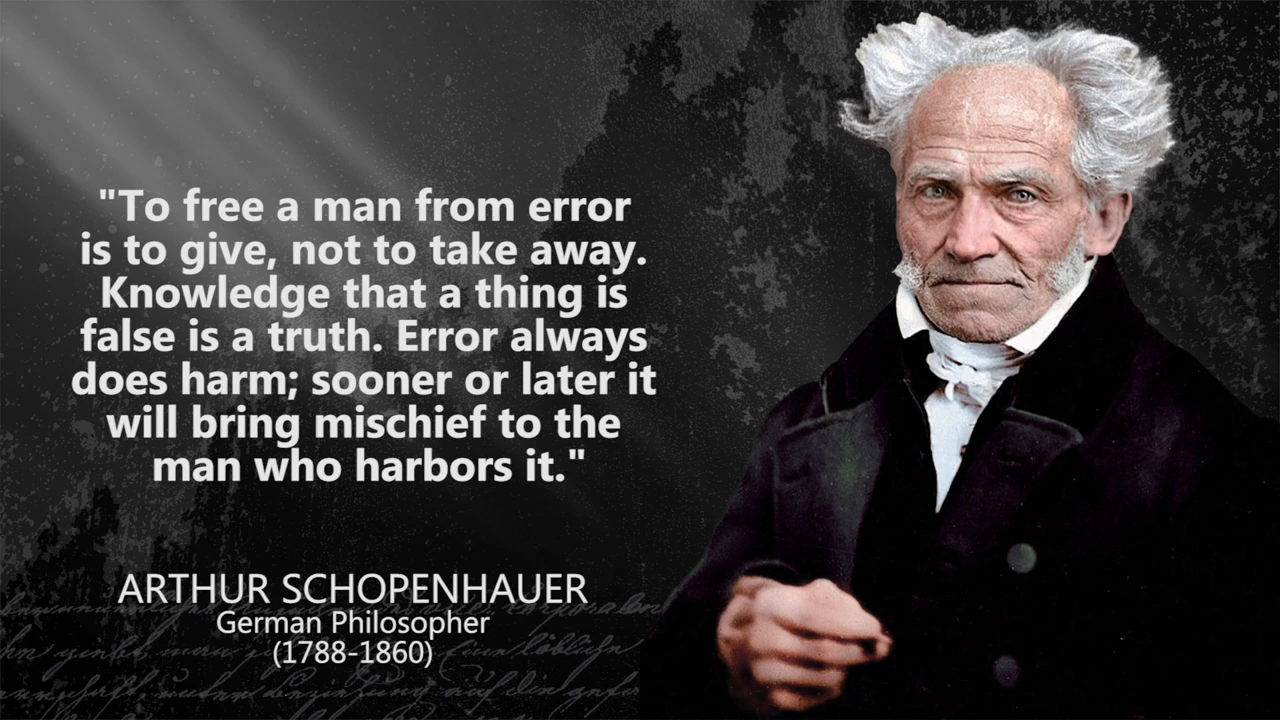 "To free a man from error
is to give, not to take away.
Knowledge that a thing is
false is a truth. Error always
does harm; sooner or later it
will bring mischief to the
man who harbors it."
ARTHUR SCHOPENHAUER
German Philosopher
(1788-1860)